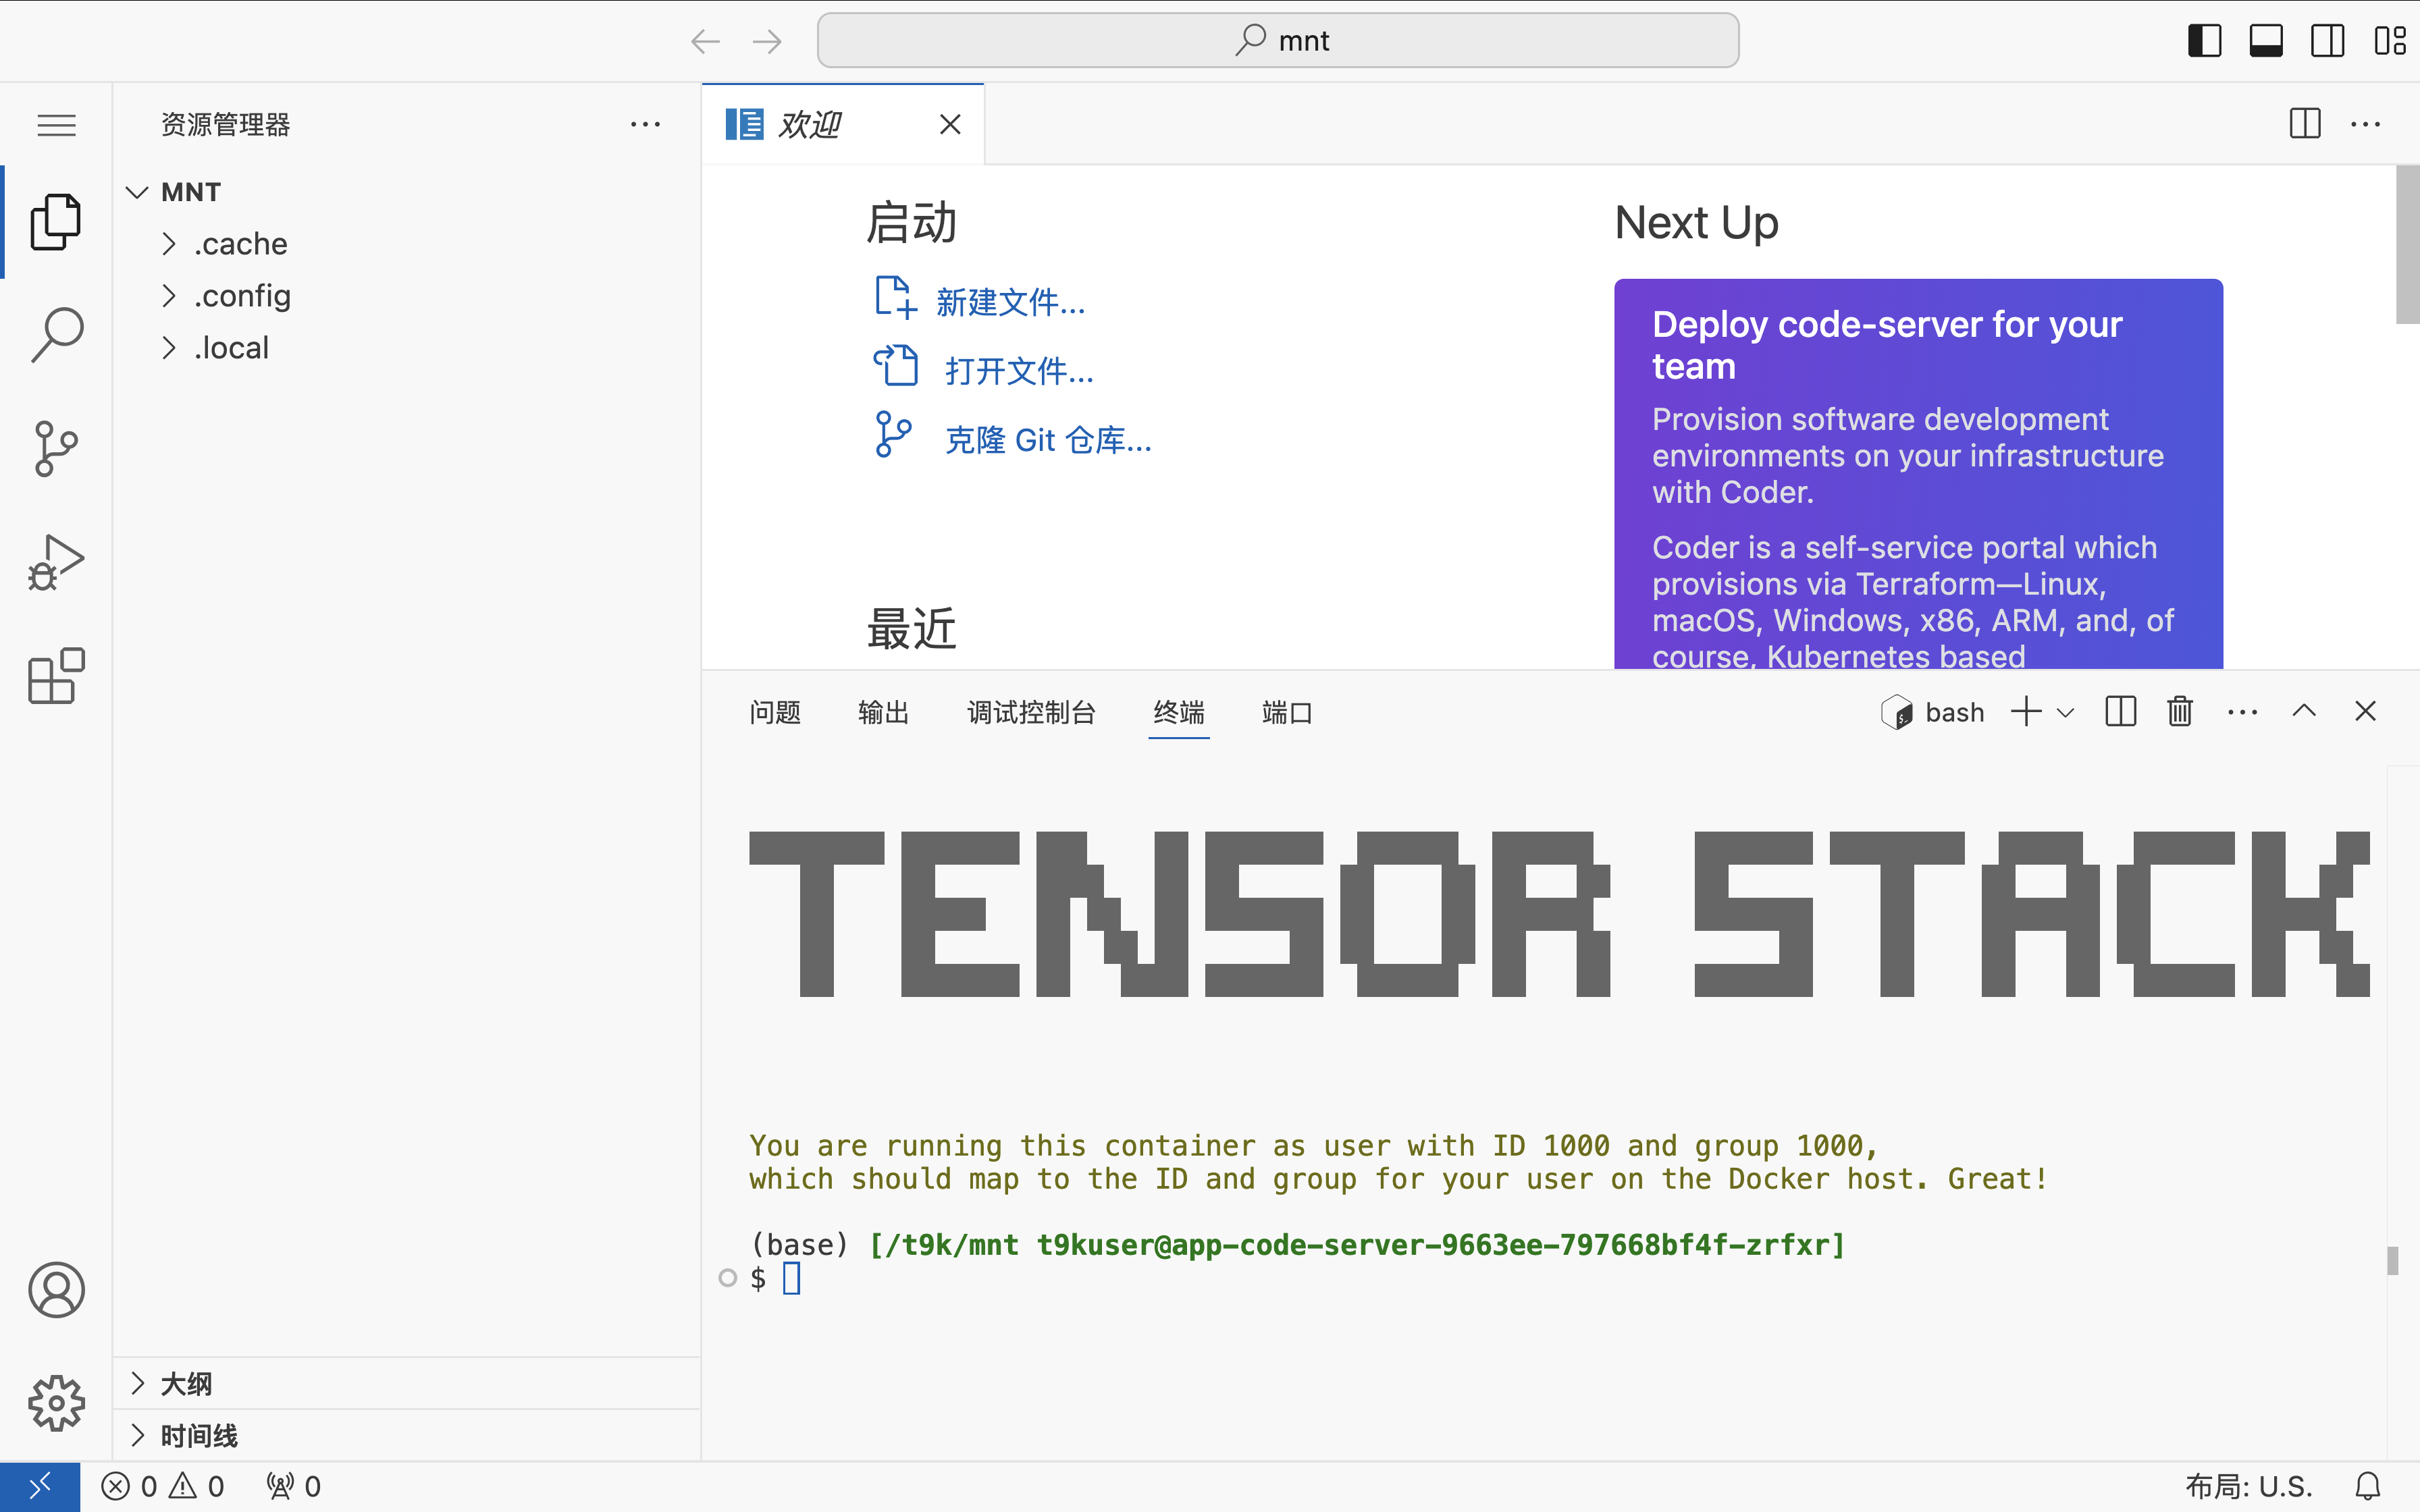 mnt
资源管理器
MNT
.cache
.config
.local
大纲
时间线
欢迎
启动
新建文件...
打开文件...
克隆 Git 仓库...
最近
Next Up
Deploy code-server for your
team
Provision software development
environments on your infrastructure
with Coder.
Coder is a self-service portal which
provisions via Terraform—Linux,
macOS, Windows, x86, ARM, and, of
course, Kubernetes based
问题 输出 调试控制台 终端 端口 bash
TENSOR STACK
You are running this container as user with ID 1000 and group 1000,
which should map to the ID and group for your user on the Docker host. Great!
(base) [/t9k/mnt t9kuser@app-code-server-9663ee-797668bf4f-zrfxr]
$
0 0 0 布局: U.S.